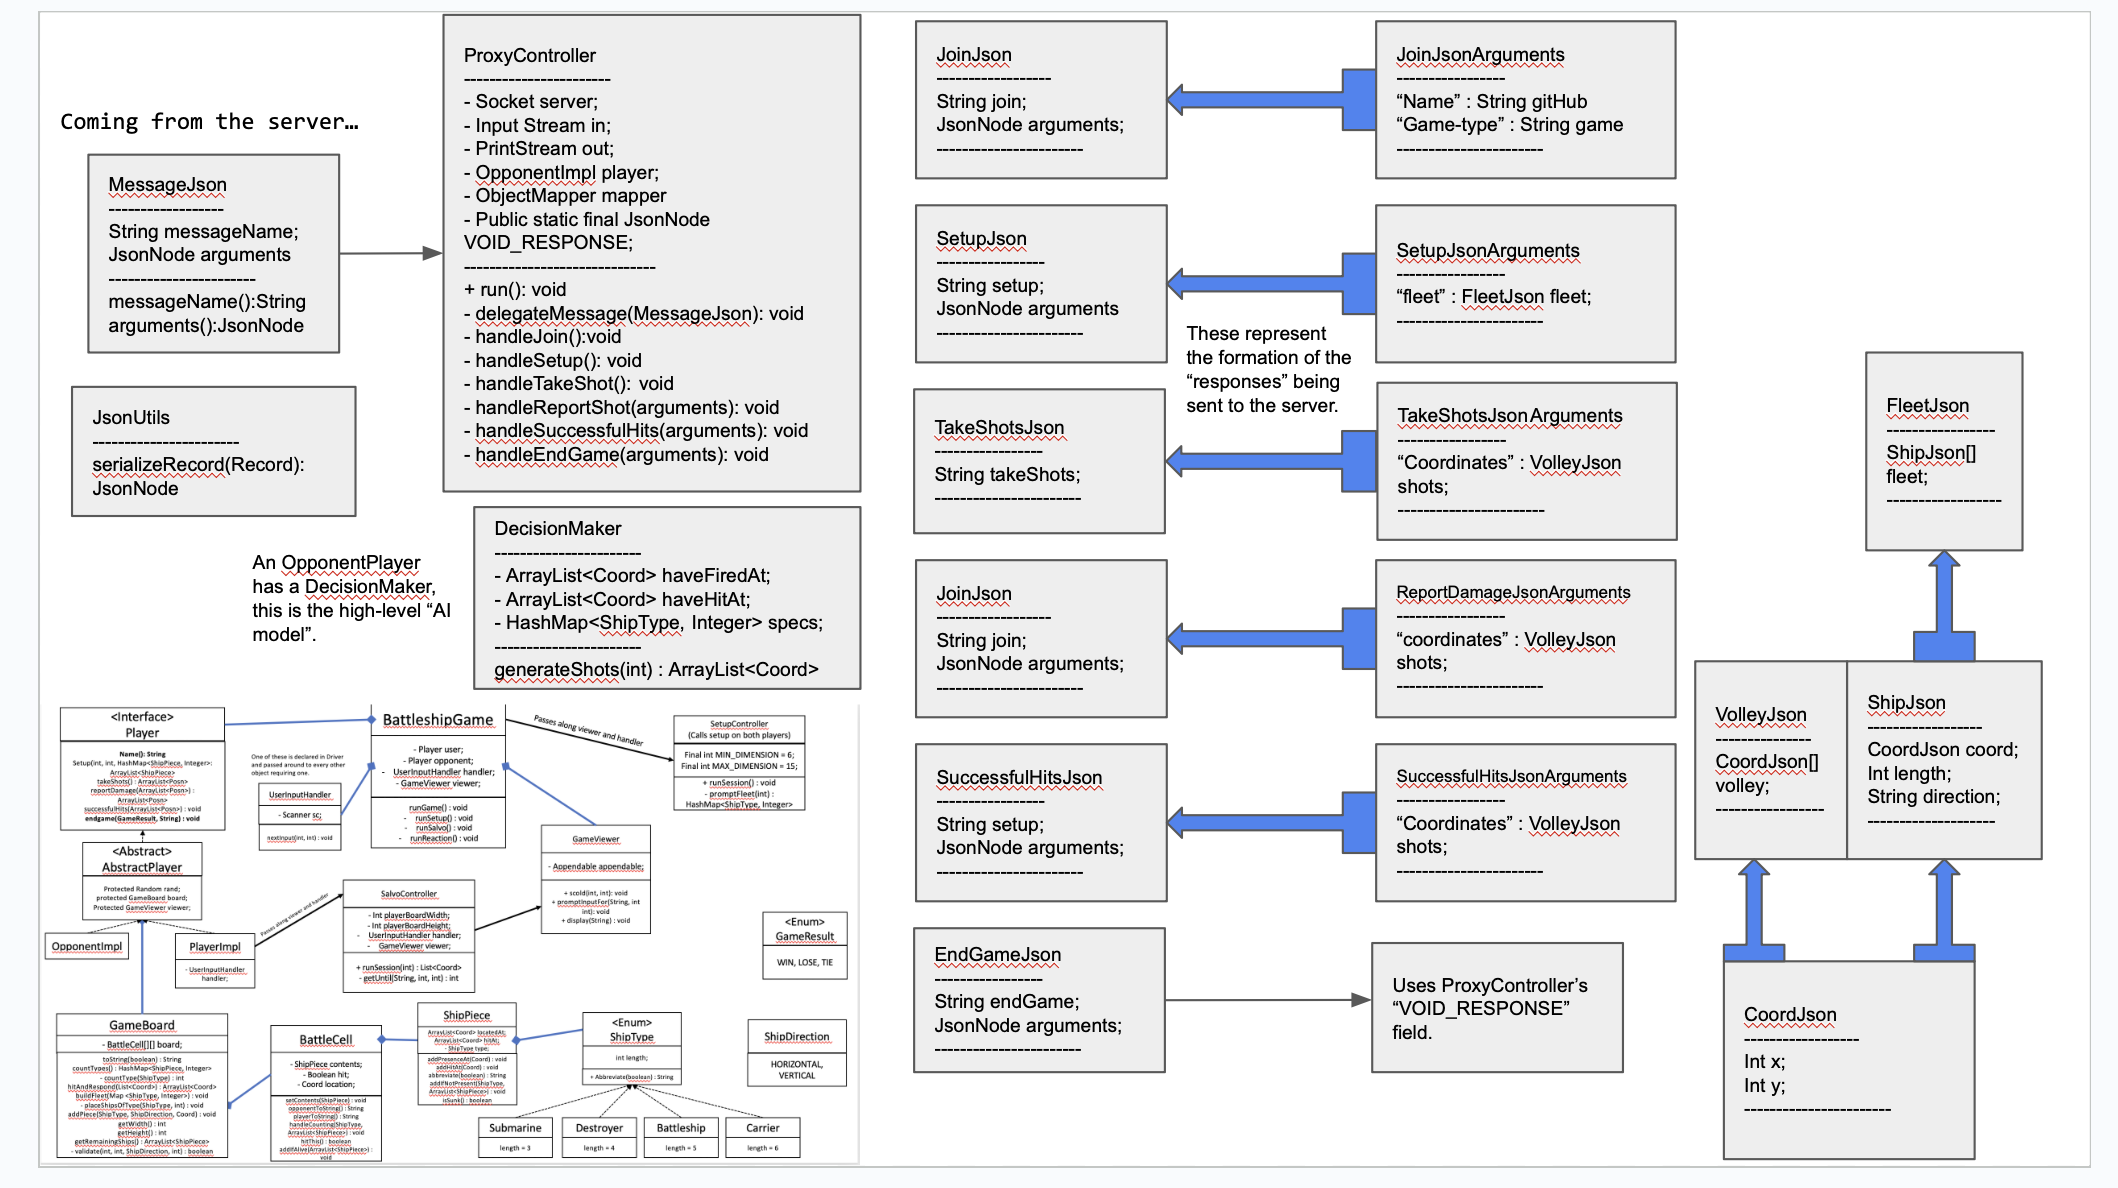 Coming from the server…
MessageJson
------------------
String messageName;
JsonNode arguments
-----------------------
messageName():String
arguments():JsonNode
JsonUtils
-----------------------
serializeRecord(Record):
JsonNode
ProxyController
-----------------------
- Socket server;
- Input Stream in;
- PrintStream out;
- OpponentImpl player;
- ObjectMapper mapper
- Public static final JsonNode
VOID_RESPONSE;
------------------------------
+ run(): void
- delegateMessage(MessageJson): void
- handleJoin():void
- handleSetup(): void
- handleTakeShot(): void
- handleReportShot(arguments): void
- handleSuccessfulHits(arguments): void
- handleEndGame(arguments): void
An OpponentPlayer
has a DecisionMaker,
this is the high-level “AI
model”.
DecisionMaker
-----------------------
- ArrayList<Coord> haveFiredAt;
- ArrayList<Coord> haveHitAt;
- HashMap<ShipType, Integer> specs;
-----------------------
generateShots(int) : ArrayList<Coord>
<Interface>
Player
Name(): String
Setup(int, int, HashMap<ShipPiece, Integer>:
ArrayList<ShipPiece>
takeShots() : ArrayList<Posn>
reportDamage(ArrayList<Posn>) :
ArrayList<Posn>
successfulHits(ArrayList<Posn>) : void
endgame(GameResult, String) : void
<Abstract>
AbstractPlayer
Protected Random rand;
protected GameBoard board;
Protected GameViewer viewer;
OpponentImpl
PlayerImpl
- UserInputHandler
handler;
One of these is declared in Driver
and passed around to every other
object requiring one.
UserInputHandler
- Scanner sc;
nextInput(int, int) : void
BattleshipGame
- Player user;
- Player opponent;
- UserInputHandler handler;
- GameViewer viewer;
runGame() : void
- runSetup() : void
- runSalvo() : void
- runReaction() : void
Passes along viewer and handler
SetupController
(Calls setup on both players)
Final int MIN_DIMENSION = 6;
Final int MAX_DIMENSION = 15;
+ runSession() : void
- promptFleet(int) :
HashMap<ShipType, Integer>
GameViewer
- Appendable appendable;
+ scold(int, int): void
+ promptInputFor(String, int
int): void
+ display(String) : void
Passes along viewer and handler
SalvoController
- Int playerBoardWidth;
- Int playerBoardHeight;
- UserInputHandler handler;
- GameViewer viewer;
+ runSession(int) : List<Coord>
- getUntil(String, int, int) : int
<Enum>
GameResult
WIN, LOSE, TIE
GameBoard
- BattleCell[][] board;
toString(boolean) : String
countTypes() : HashMap<ShipPiece, Integer>
- countType(ShipType) : int
hitAndRespond(List<Coord>) : ArrayList<Coord>
buildFleet(Map <ShipType, Integer>) : void
- placeShipsOfType(ShipType, int) : void
addPiece(ShipType, ShipDirection, Coord) : void
getWidth() : int
getHeight() : int
getRemainingShips() : ArrayList<ShipPiece>
- validate(int, int, ShipDirection, int) : boolean
BattleCell
- ShipPiece contents;
- Boolean hit;
- Coord location;
setContents(ShipPiece) : void
opponentToString() : String
playerToString() : String
handleCounting(ShipType,
ArrayList<ShipPiece>) : void
hitThis() : boolean
addIfAlive(ArrayList<ShipPiece>) :
void
ShipPiece
ArrayList<Coord> locatedAt;
ArrayList<Coord> hitAt;
- ShipType type;
addPresenceAt(Coord) : void
addHitAt(Coord) : void
abbreviate(boolean) : String
addIfNotPresent(ShipType,
ArrayList<ShipPiece>) : void
isSunk() : boolean
<Enum>
ShipType
int length;
+ Abbreviate(boolean) : String
ShipDirection
HORIZONTAL,
VERTICAL
Submarine
length = 3
Destroyer
length = 4
Battleship
length = 5
Carrier
length = 6
JoinJson
------------------
String join;
JsonNode arguments;
-----------------------
JoinJsonArguments
-----------------
“Name” : String gitHub
“Game-type” : String game
-----------------------
SetupJson
-----------------
String setup;
JsonNode arguments
-----------------------
SetupJsonArguments
-----------------
“fleet” : FleetJson fleet;
-----------------------
These represent
the formation of the
“responses” being
sent to the server.
TakeShotsJson
-----------------
String takeShots;
-----------------------
TakeShotsJsonArguments
-----------------
“Coordinates” : VolleyJson
shots;
-----------------------
JoinJson
------------------
String join;
JsonNode arguments;
-----------------------
ReportDamageJsonArguments
-----------------
“coordinates” : VolleyJson
shots;
-----------------------
SuccessfulHitsJson
-----------------
String setup;
JsonNode arguments;
-----------------------
SuccessfulHitsJsonArguments
-----------------
“Coordinates” : VolleyJson
shots;
-----------------------
EndGameJson
-----------------
String endGame;
JsonNode arguments;
-----------------------
Uses ProxyController’s
“VOID_RESPONSE”
field.
FleetJson
-----------------
ShipJson[]
fleet;
------------------
VolleyJson
---------------
CoordJson[]
volley;
-----------------
ShipJson
------------------
CoordJson coord;
Int length;
String direction;
--------------------
CoordJson
------------------
Int x;
Int y;
-----------------------